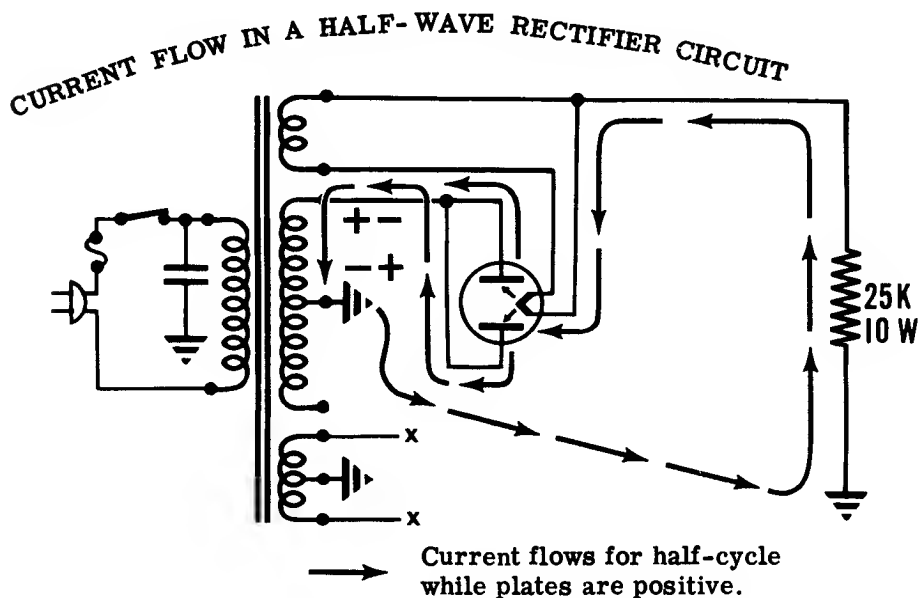 CURRENT FLOW IN A HALF-WAVE RECTIFIER CIRCUIT
+ −
− +
25K
10 W
x
x
Current flows for half-cycle
while plates are positive.